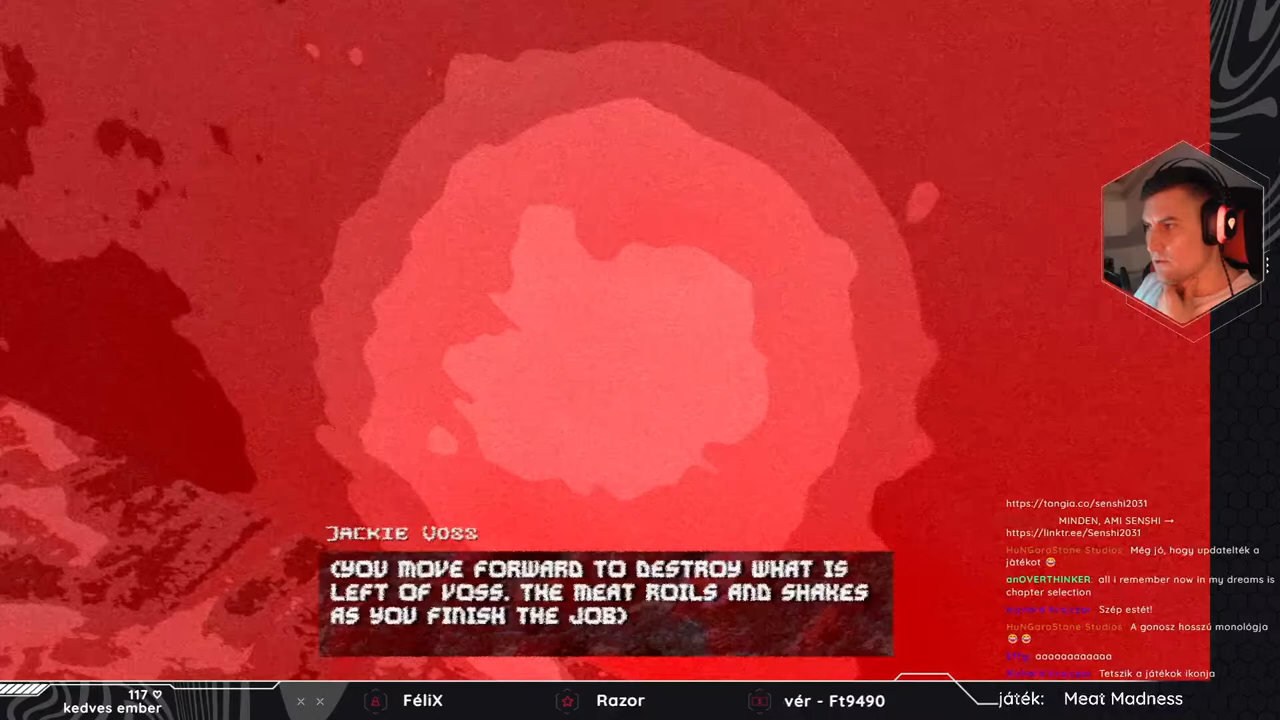 JACKIE VOSS
(YOU MOVE FORWARD TO DESTROY WHAT IS
LEFT OF VOSS. THE MEAT ROILS AND SHAKES
AS YOU FINISH THE JOB)
https://tangia.co/senshi2031
MINDEN, AMI SENSHI →
https://linktr.ee/Senshi2031
HuNGaroStone Studios: Még jó, hogy updatelték a
játékot 😂
anOVERTHINKER: all i remember now in my dreams is
chapter selection
Szép estét!
HuNGaroStone Studios: A gonosz hosszú monológja
😂 😂
aaaaaaaaaaaa
Tetszik a játékok ikonja
117 ♡
kedves ember
FéliX
Razor
vér - Ft9490
játék: Meat Madness